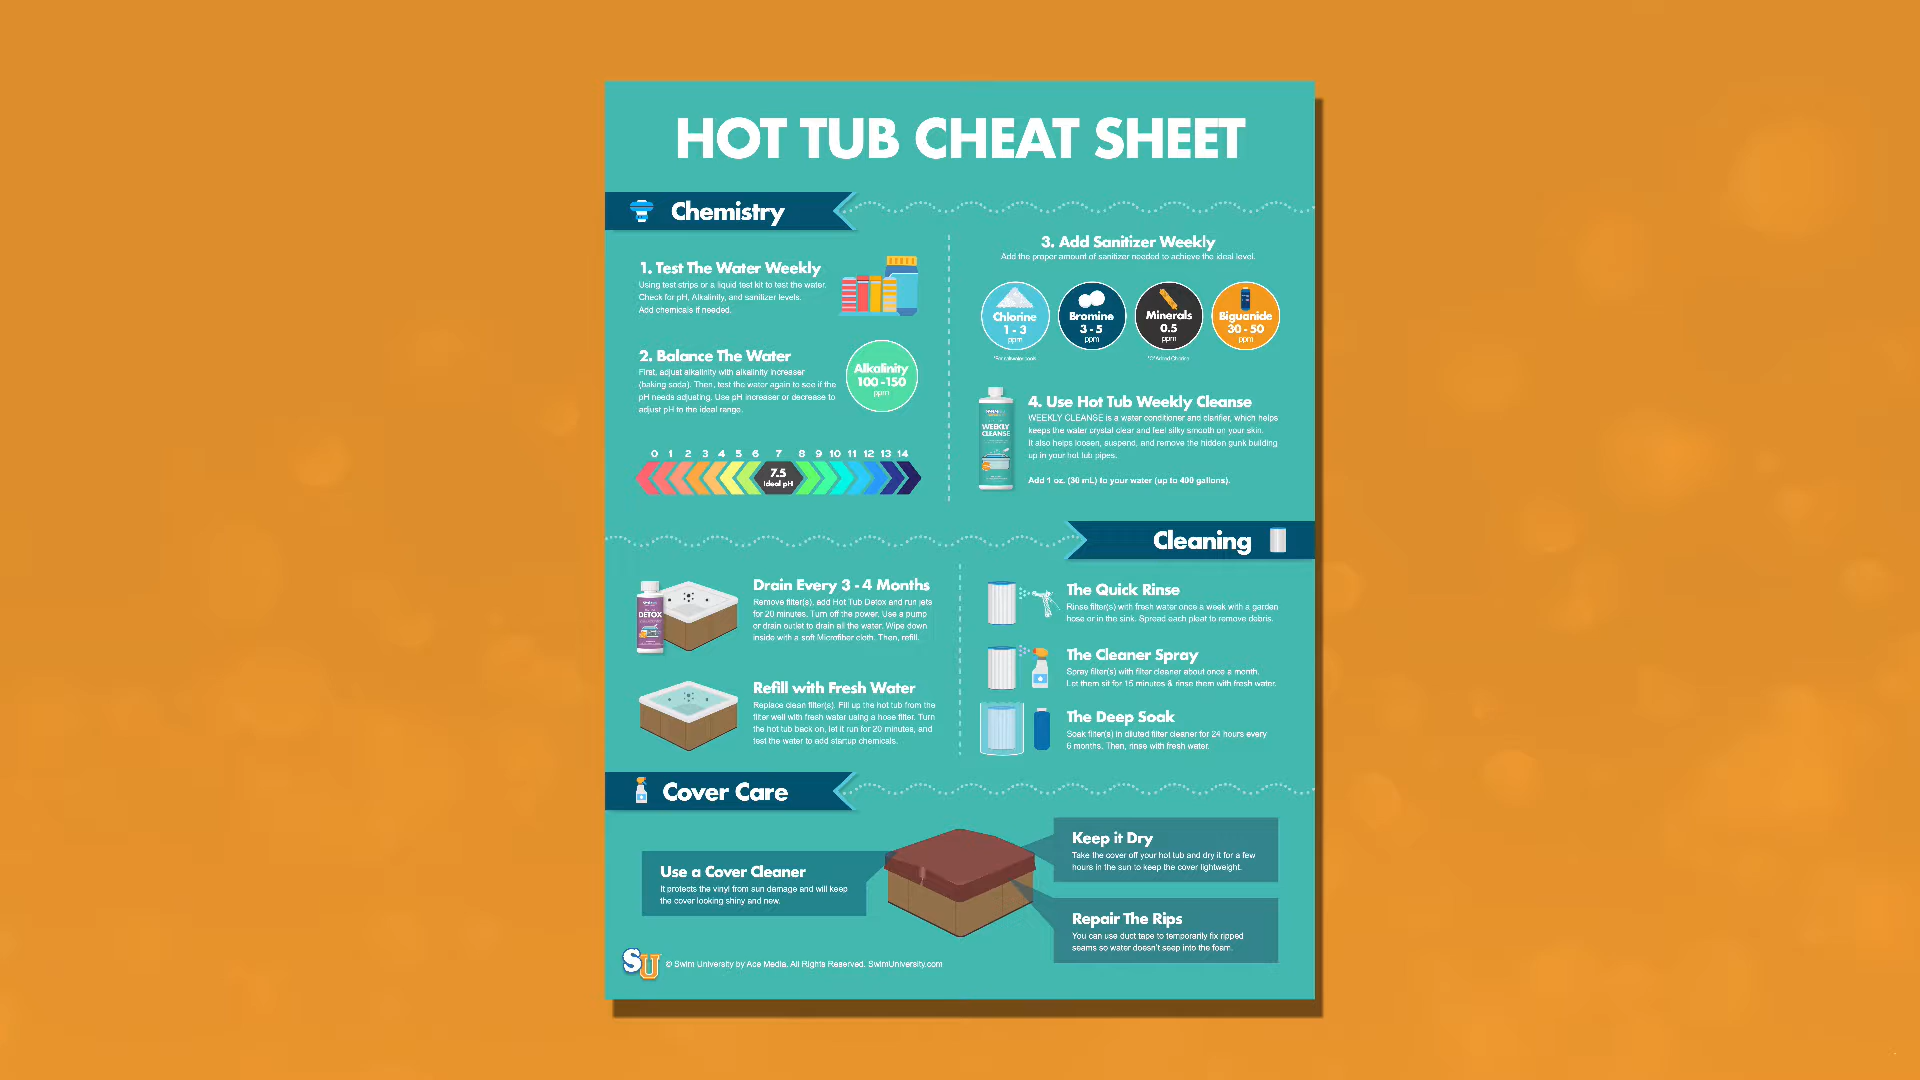 HOT TUB CHEAT SHEET
Chemistry
1. Test The Water Weekly
Using test strips or a liquid test kit to test the water.
Check for pH, Alkalinity, and sanitizer levels.
Add chemicals if needed.
2. Balance The Water
First, adjust alkalinity with alkalinity increaser
(baking soda). Then, test the water again to see if the
pH needs adjusting. Use pH increaser or decrease to
adjust pH to the ideal range.
Alkalinity
100 - 150
ppm
0 1 2 3 4 5 6 7 8 9 10 11 12 13 14
7.5
Ideal pH
3. Add Sanitizer Weekly
Add the proper amount of sanitizer needed to achieve the ideal level.
Chlorine
1 - 3
ppm
Bromine
3 - 5
ppm
Minerals
0.5
ppm
Biguanide
30 - 50
ppm
*For saltwater pools
*Of Added Chlorine
4. Use Hot Tub Weekly Cleanse
WEEKLY CLEANSE is a water conditioner and clarifier, which helps
keeps the water crystal clear and feel silky smooth on your skin.
It also helps loosen, suspend, and remove the hidden gunk building
up in your hot tub pipes.
Add 1 oz. (30 mL) to your water (up to 400 gallons).
WEEKLY
CLEANSE
Cleaning
Drain Every 3 - 4 Months
Remove filter(s), add Hot Tub Detox and run jets
for 20 minutes. Turn off the power. Use a pump
or drain outlet to drain all the water. Wipe down
inside with a soft Microfiber cloth. Then, refill.
DETOX
Refill with Fresh Water
Replace clean filter(s). Fill up the hot tub from the
filter well with fresh water using a hose filter. Turn
the hot tub back on, let it run for 20 minutes, and
test the water to add startup chemicals.
The Quick Rinse
Rinse filter(s) with fresh water once a week with a garden
hose or in the sink. Spread each pleat to remove debris.
The Cleaner Spray
Spray filter(s) with filter cleaner about once a month.
Let them sit for 15 minutes & rinse them with fresh water.
The Deep Soak
Soak filter(s) in diluted filter cleaner for 24 hours every
6 months. Then, rinse with fresh water.
Cover Care
Use a Cover Cleaner
It protects the vinyl from sun damage and will keep
the cover looking shiny and new.
Keep it Dry
Take the cover off your hot tub and dry it for a few
hours in the sun to keep the cover lightweight.
Repair The Rips
You can use duct tape to temporarily fix ripped
seams so water doesn't seep into the foam.
SU
© Swim University by Ace Media. All Rights Reserved. SwimUniversity.com